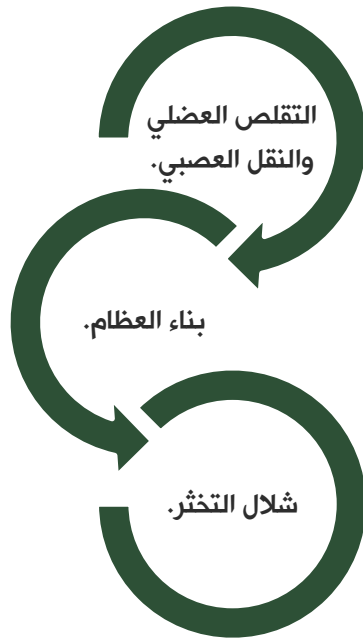 التقلص العضلي
والنقل العصبي.
بناء العظام.
شلال التخثر.